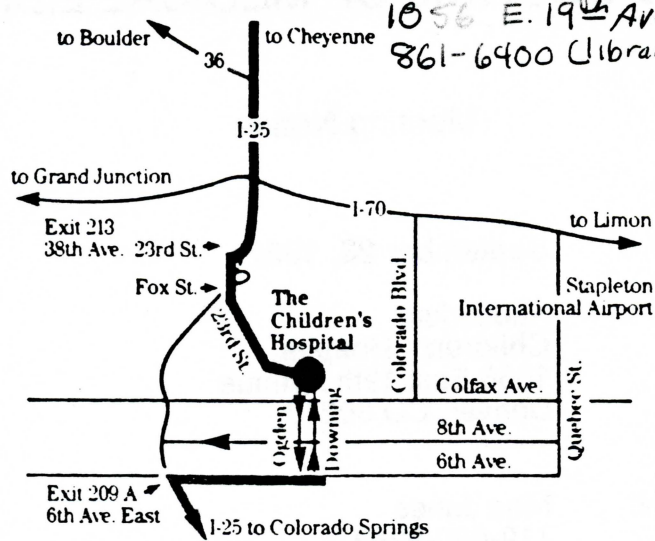 1056 E. 19th Av
861-6400 (libra
to Boulder
to Cheyenne
36
I-25
to Grand Junction
I-70
to Limon
Exit 213
38th Ave. 23rd St.
Fox St.
23rd St.
The
Children's
Hospital
Colorado Blvd.
Stapleton
International Airport
Colfax Ave.
Quebec St.
Ogden
Downing
8th Ave.
6th Ave.
Exit 209 A
6th Ave. East
I-25 to Colorado Springs